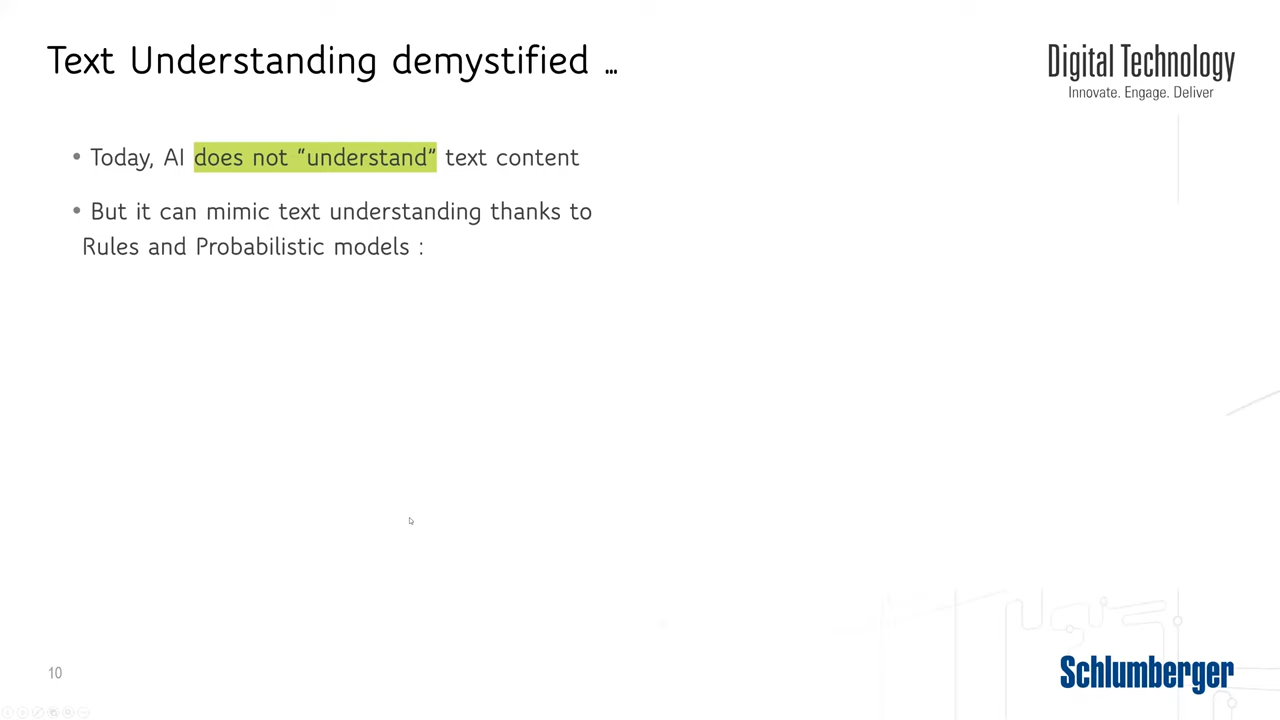 Text Understanding demystified ...
Digital Technology
Innovate. Engage. Deliver
• Today, AI does not "understand" text content
• But it can mimic text understanding thanks to
Rules and Probabilistic models :
10
Schlumberger